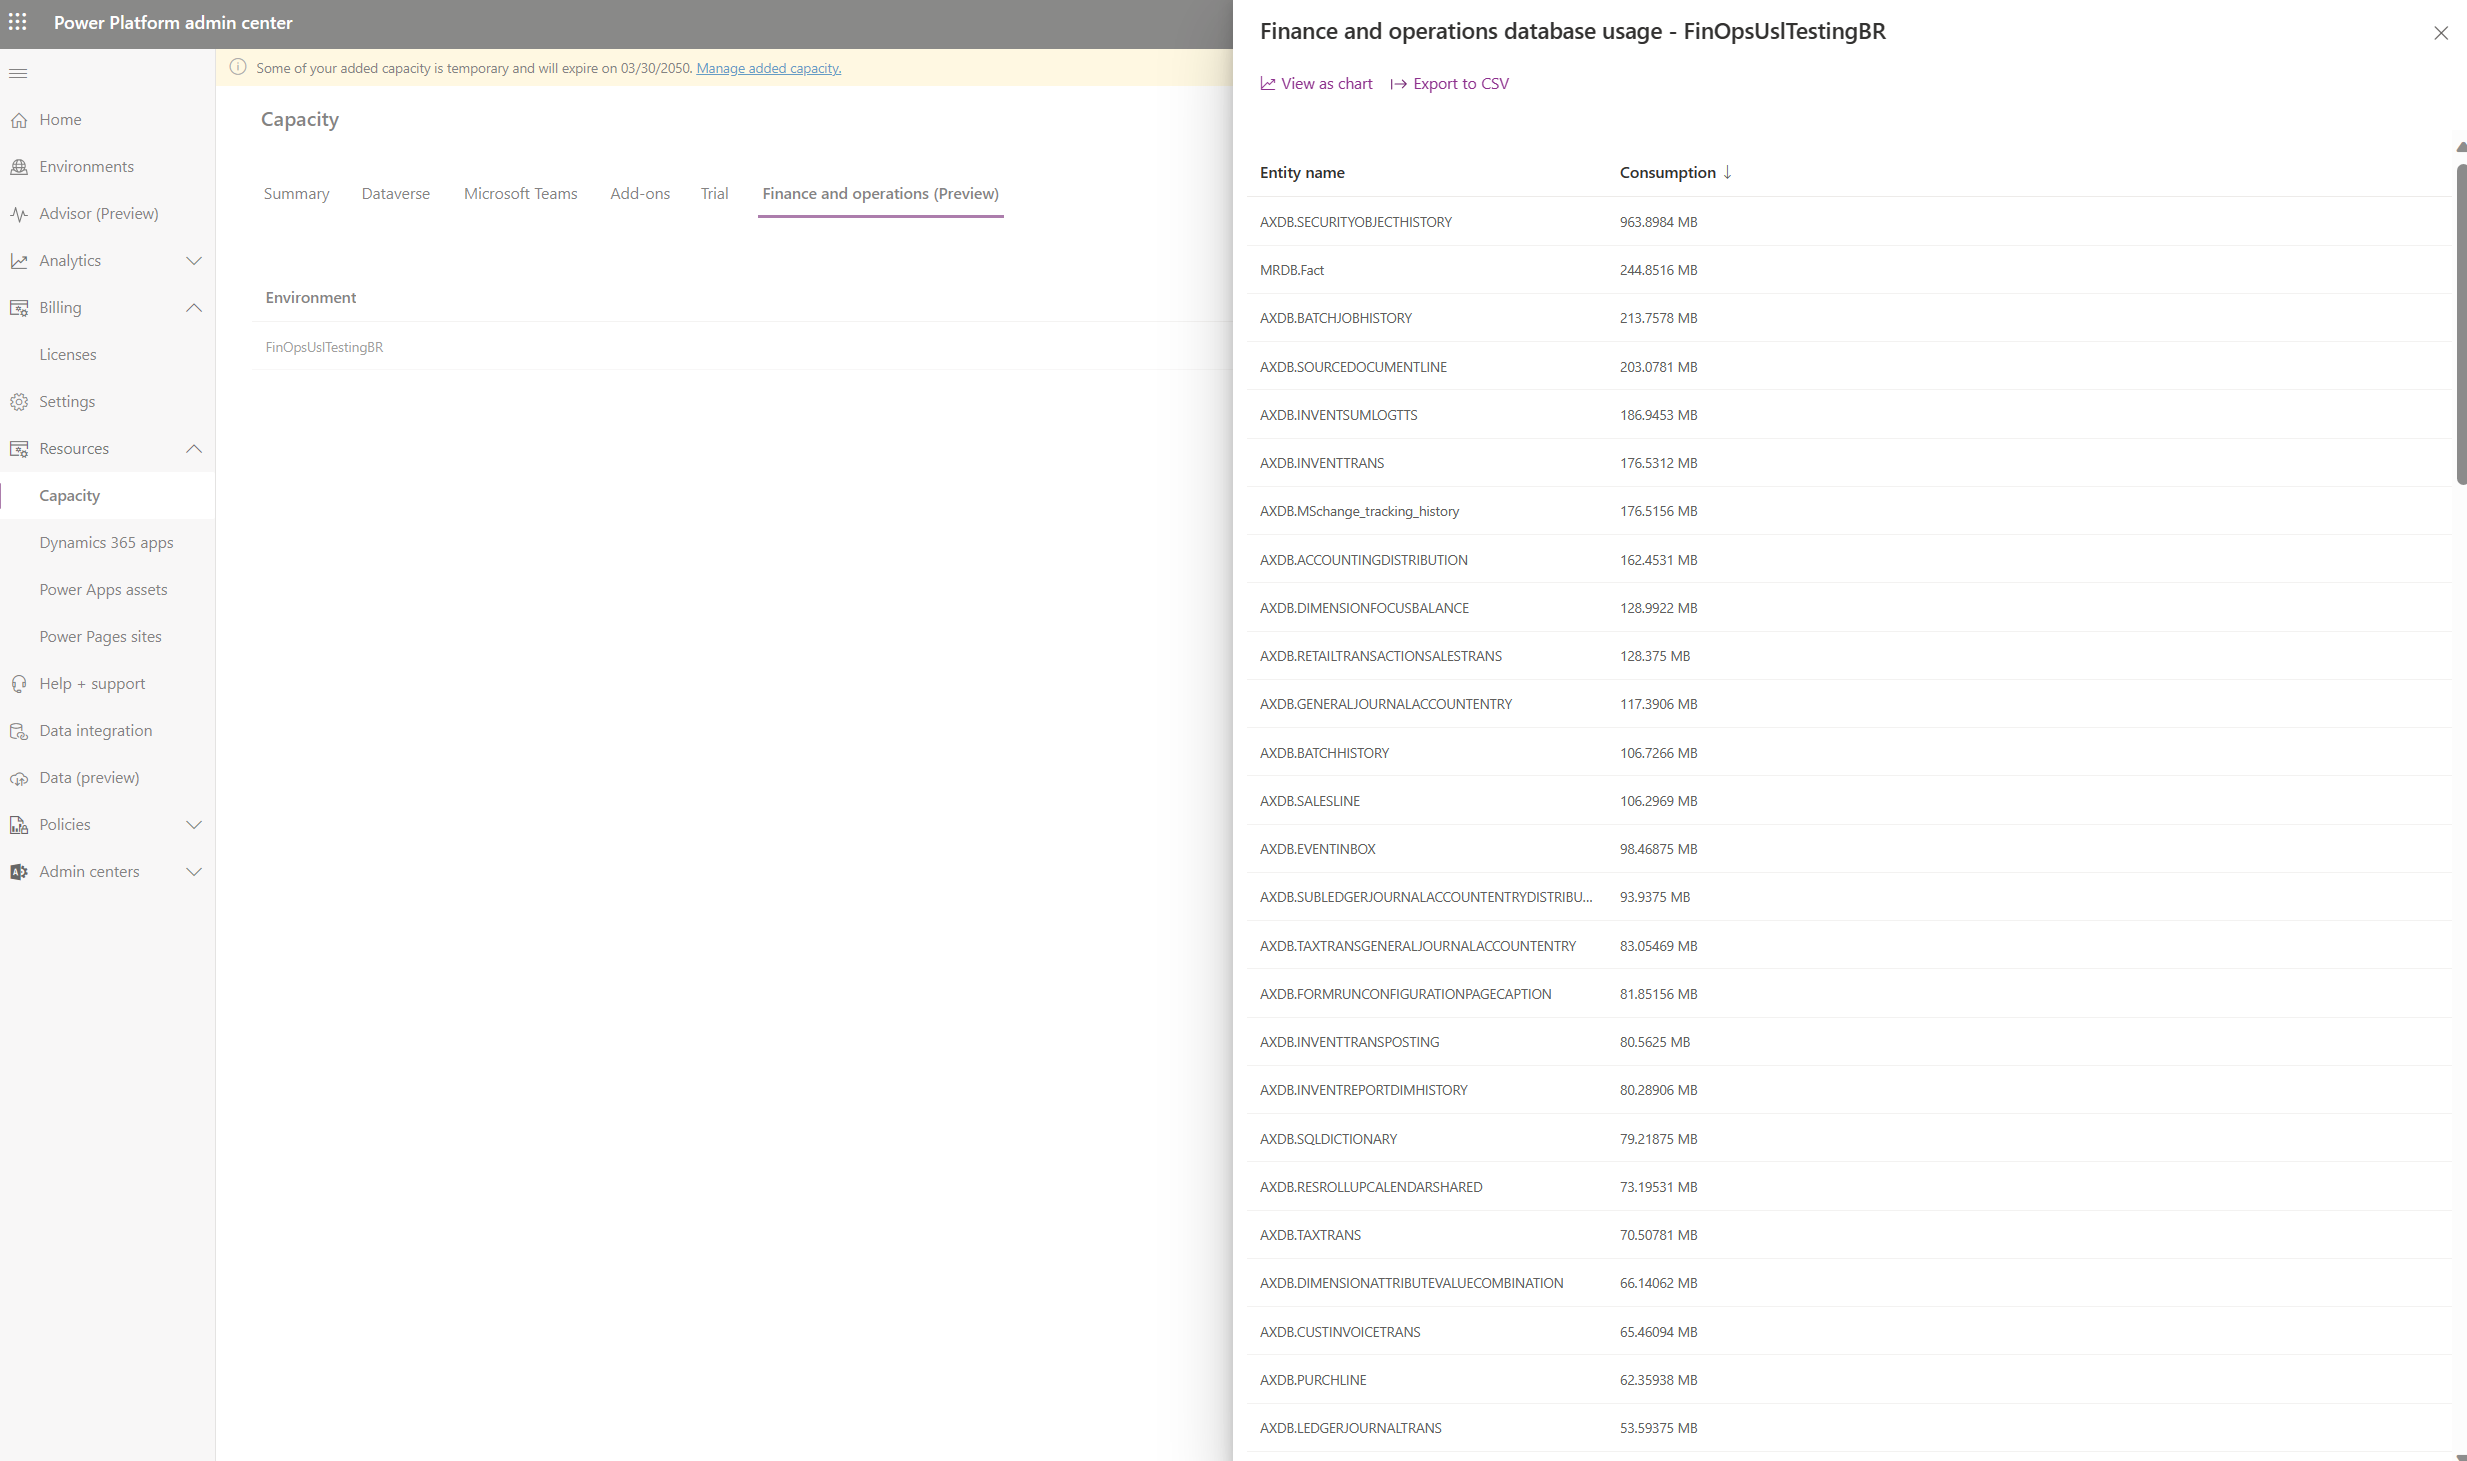 Power Platform admin center
Some of your added capacity is temporary and will expire on 03/30/2050. Manage added capacity.
Home
Environments
Advisor (Preview)
Analytics
Billing
Licenses
Settings
Resources
Capacity
Dynamics 365 apps
Power Apps assets
Power Pages sites
Help + support
Data integration
Data (preview)
Policies
Admin centers
Capacity
Summary Dataverse Microsoft Teams Add-ons Trial Finance and operations (Preview)
Environment
FinOpsUslTestingBR
Finance and operations database usage - FinOpsUslTestingBR
View as chart Export to CSV
Entity name Consumption ↓
AXDB.SECURITYOBJECTHISTORY 963.8984 MB
MRDB.Fact 244.8516 MB
AXDB.BATCHJOBHISTORY 213.7578 MB
AXDB.SOURCEDOCUMENTLINE 203.0781 MB
AXDB.INVENTSUMLOGTTS 186.9453 MB
AXDB.INVENTTRANS 176.5312 MB
AXDB.MSchange_tracking_history 176.5156 MB
AXDB.ACCOUNTINGDISTRIBUTION 162.4531 MB
AXDB.DIMENSIONFOCUSBALANCE 128.9922 MB
AXDB.RETAILTRANSACTIONSALESTRANS 128.375 MB
AXDB.GENERALJOURNALACCOUNTENTRY 117.3906 MB
AXDB.BATCHHISTORY 106.7266 MB
AXDB.SALESLINE 106.2969 MB
AXDB.EVENTINBOX 98.46875 MB
AXDB.SUBLEDGERJOURNALACCOUNTENTRYDISTRIBU... 93.9375 MB
AXDB.TAXTRANSGENERALJOURNALACCOUNTENTRY 83.05469 MB
AXDB.FORMRUNCONFIGURATIONPAGECAPTION 81.85156 MB
AXDB.INVENTTRANSPOSTING 80.5625 MB
AXDB.INVENTREPORTDIMHISTORY 80.28906 MB
AXDB.SQLDICTIONARY 79.21875 MB
AXDB.RESROLLUPCALENDARSHARED 73.19531 MB
AXDB.TAXTRANS 70.50781 MB
AXDB.DIMENSIONATTRIBUTEVALUECOMBINATION 66.14062 MB
AXDB.CUSTINVOICETRANS 65.46094 MB
AXDB.PURCHLINE 62.35938 MB
AXDB.LEDGERJOURNALTRANS 53.59375 MB